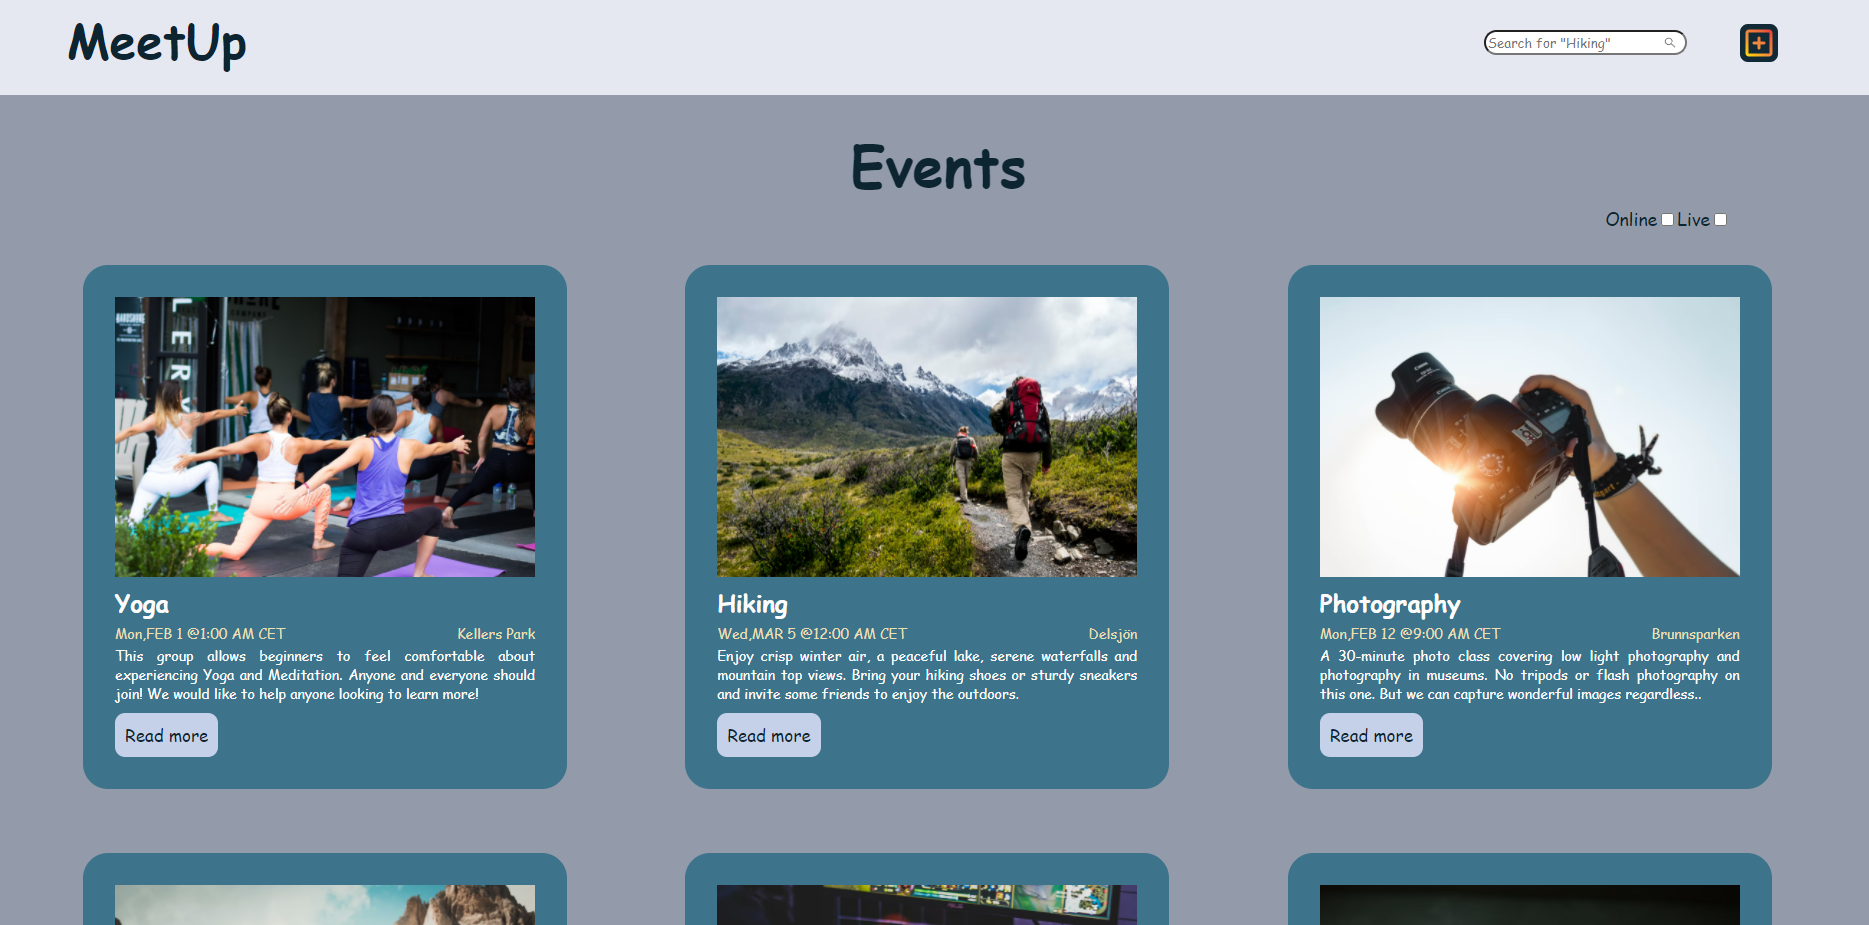 MeetUp
Search for "Hiking"
Events
Online Live
LERY
Canon
Yoga
Mon,FEB 1 @1:00 AM CET Kellers Park
This group allows beginners to feel comfortable about
experiencing Yoga and Meditation. Anyone and everyone should
join! We would like to help anyone looking to learn more!
Read more
Hiking
Wed,MAR 5 @12:00 AM CET Delsjön
Enjoy crisp winter air, a peaceful lake, serene waterfalls and
mountain top views. Bring your hiking shoes or sturdy sneakers
and invite some friends to enjoy the outdoors.
Read more
Photography
Mon,FEB 12 @9:00 AM CET Brunnsparken
A 30-minute photo class covering low light photography and
photography in museums. No tripods or flash photography on
this one. But we can capture wonderful images regardless..
Read more